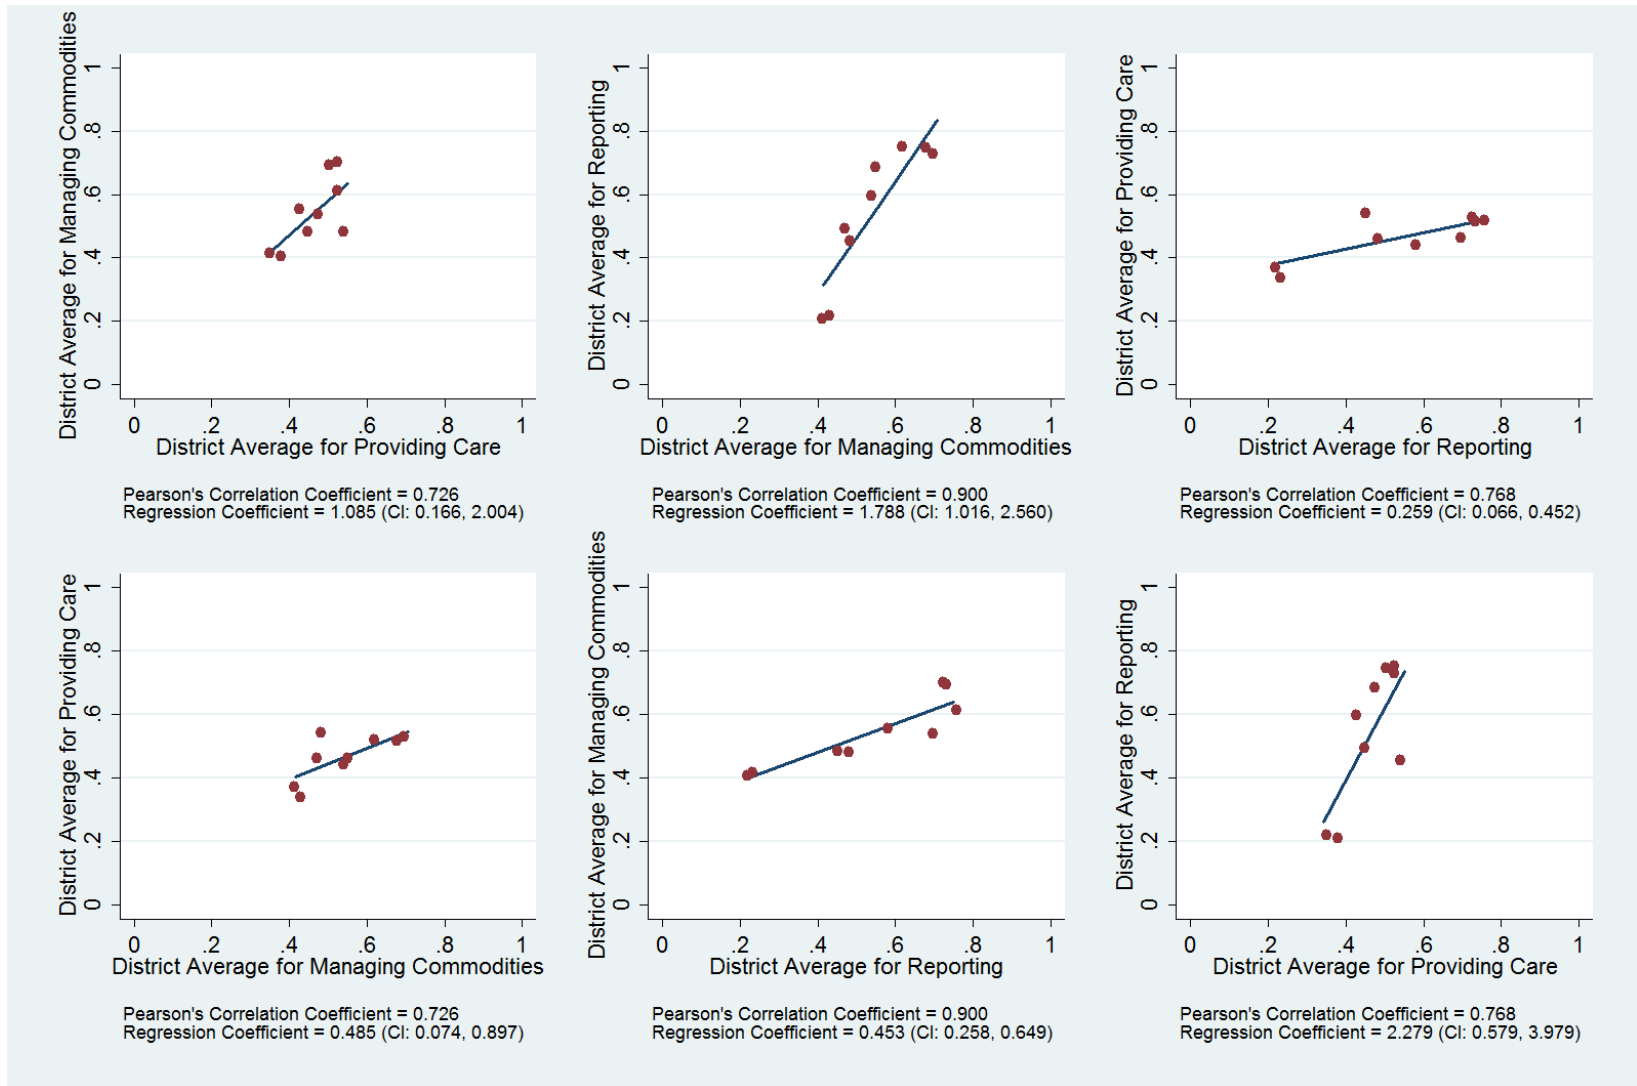 District Average for Managing Commodities
1
.8
.6
.4
.2
0
0 .2 .4 .6 .8 1
District Average for Providing Care
Pearson's Correlation Coefficient = 0.726
Regression Coefficient = 1.085 (CI: 0.166, 2.004)
District Average for Reporting
1
.8
.6
.4
.2
0
0 .2 .4 .6 .8 1
District Average for Managing Commodities
Pearson's Correlation Coefficient = 0.900
Regression Coefficient = 1.788 (CI: 1.016, 2.560)
District Average for Providing Care
1
.8
.6
.4
.2
0
0 .2 .4 .6 .8 1
District Average for Reporting
Pearson's Correlation Coefficient = 0.768
Regression Coefficient = 0.259 (CI: 0.066, 0.452)
District Average for Providing Care
1
.8
.6
.4
.2
0
0 .2 .4 .6 .8 1
District Average for Managing Commodities
Pearson's Correlation Coefficient = 0.726
Regression Coefficient = 0.485 (CI: 0.074, 0.897)
District Average for Managing Commodities
1
.8
.6
.4
.2
0
0 .2 .4 .6 .8 1
District Average for Reporting
Pearson's Correlation Coefficient = 0.900
Regression Coefficient = 0.453 (CI: 0.258, 0.649)
District Average for Reporting
1
.8
.6
.4
.2
0
0 .2 .4 .6 .8 1
District Average for Providing Care
Pearson's Correlation Coefficient = 0.768
Regression Coefficient = 2.279 (CI: 0.579, 3.979)